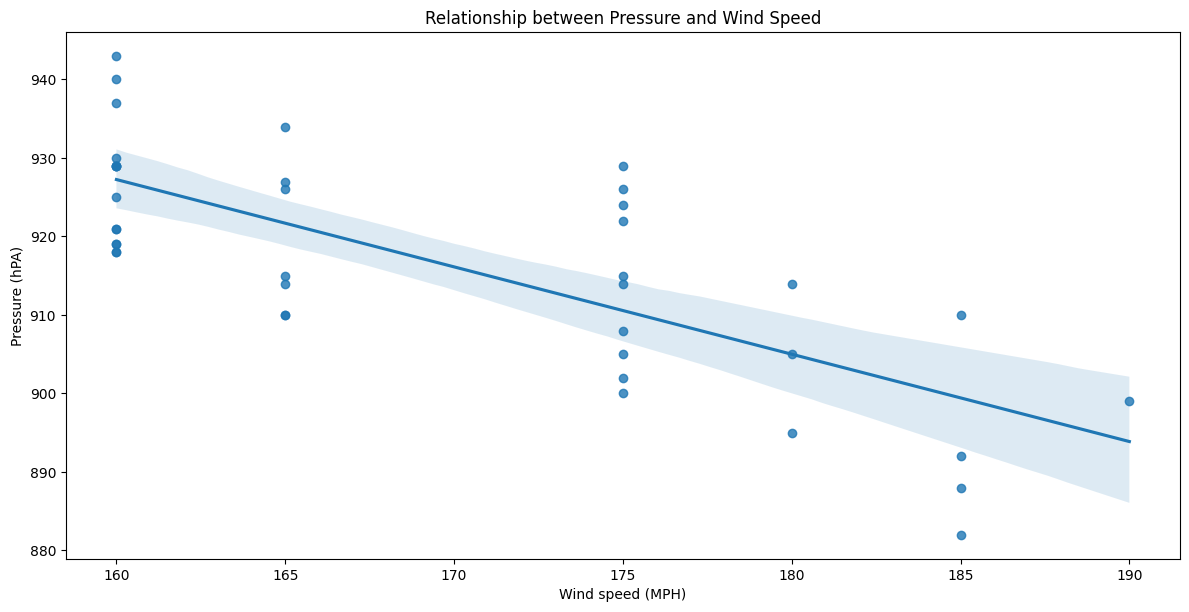 Relationship between Pressure and Wind Speed
Pressure (hPA)
940
930
920
910
900
890
880
160 165 170 175 180 185 190
Wind speed (MPH)